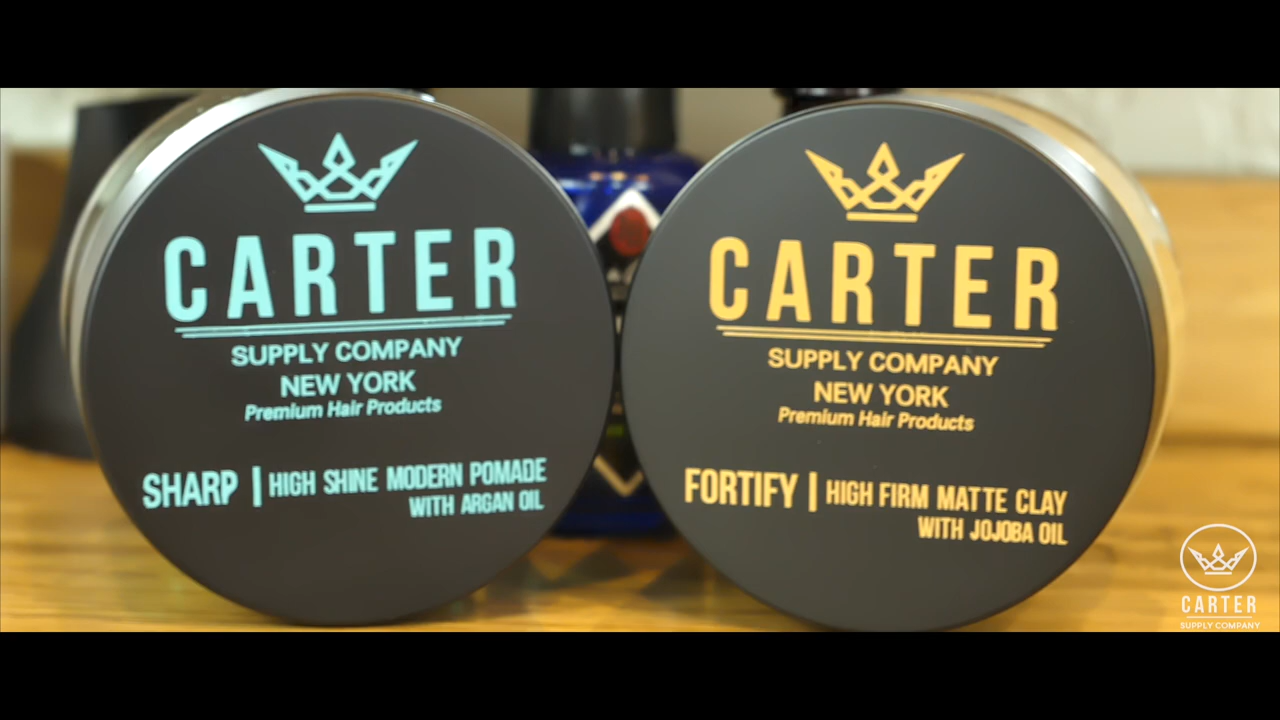 CARTER
SUPPLY COMPANY
NEW YORK
Premium Hair Products
SHARP | HIGH SHINE MODERN POMADE
WITH ARGAN OIL
CARTER
SUPPLY COMPANY
NEW YORK
Premium Hair Products
FORTIFY | HIGH FIRM MATTE CLAY
WITH JOJOBA OIL
CARTER
SUPPLY COMPANY